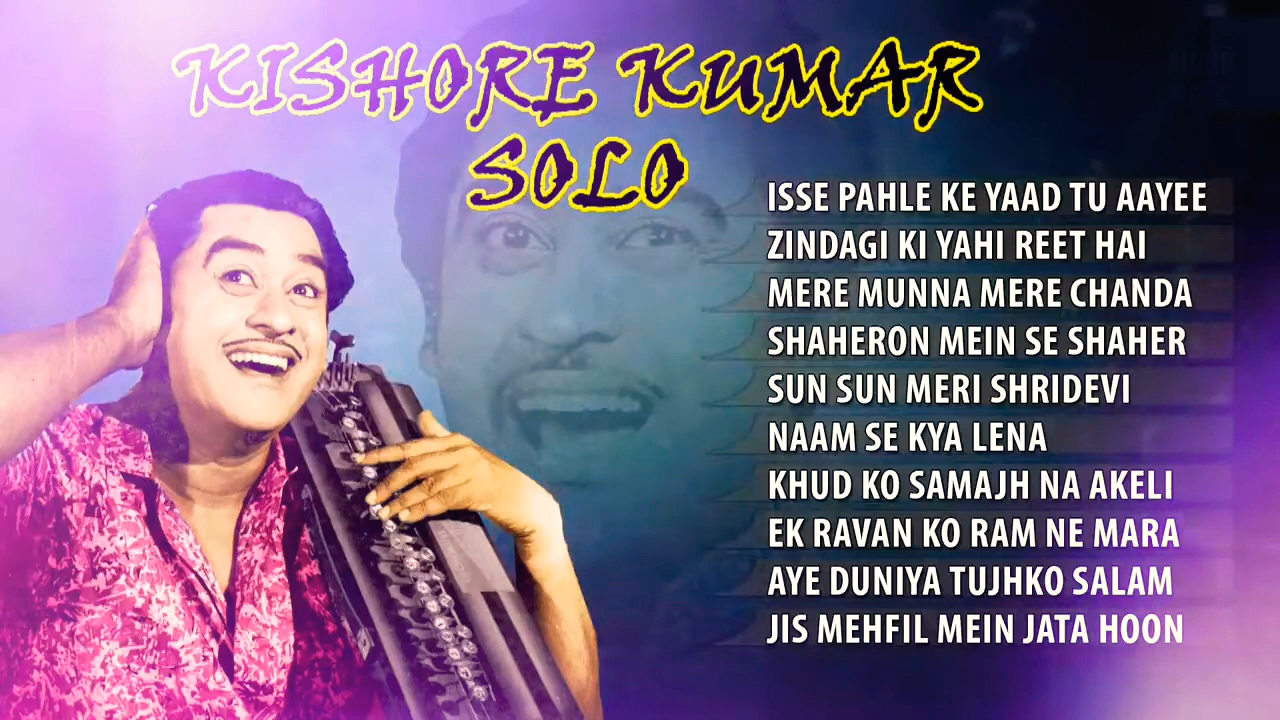 KISHORE KUMAR
SOLO
ISSE PAHLE KE YAAD TU AAYEE
ZINDAGI KI YAHI REET HAI
MERE MUNNA MERE CHANDA
SHAHERON MEIN SE SHAHER
SUN SUN MERI SHRIDEVI
NAAM SE KYA LENA
KHUD KO SAMAJH NA AKELI
EK RAVAN KO RAM NE MARA
AYE DUNIYA TUJHKO SALAM
JIS MEHFIL MEIN JATA HOON